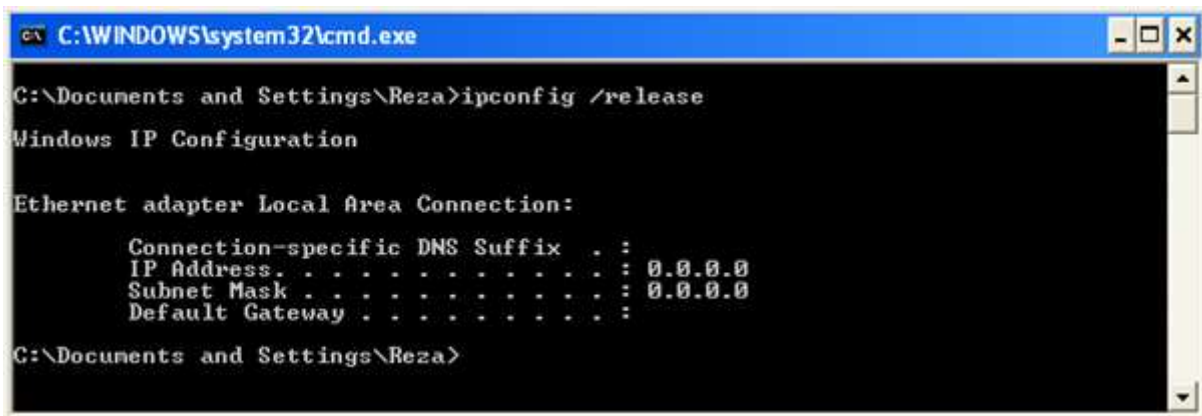 C:\WINDOWS\system32\cmd.exe
C:\Documents and Settings\Reza>ipconfig /release
Windows IP Configuration
Ethernet adapter Local Area Connection:
Connection-specific DNS Suffix . :
IP Address. . . . . . . . . . . . : 0.0.0.0
Subnet Mask . . . . . . . . . . . : 0.0.0.0
Default Gateway . . . . . . . . . :
C:\Documents and Settings\Reza>